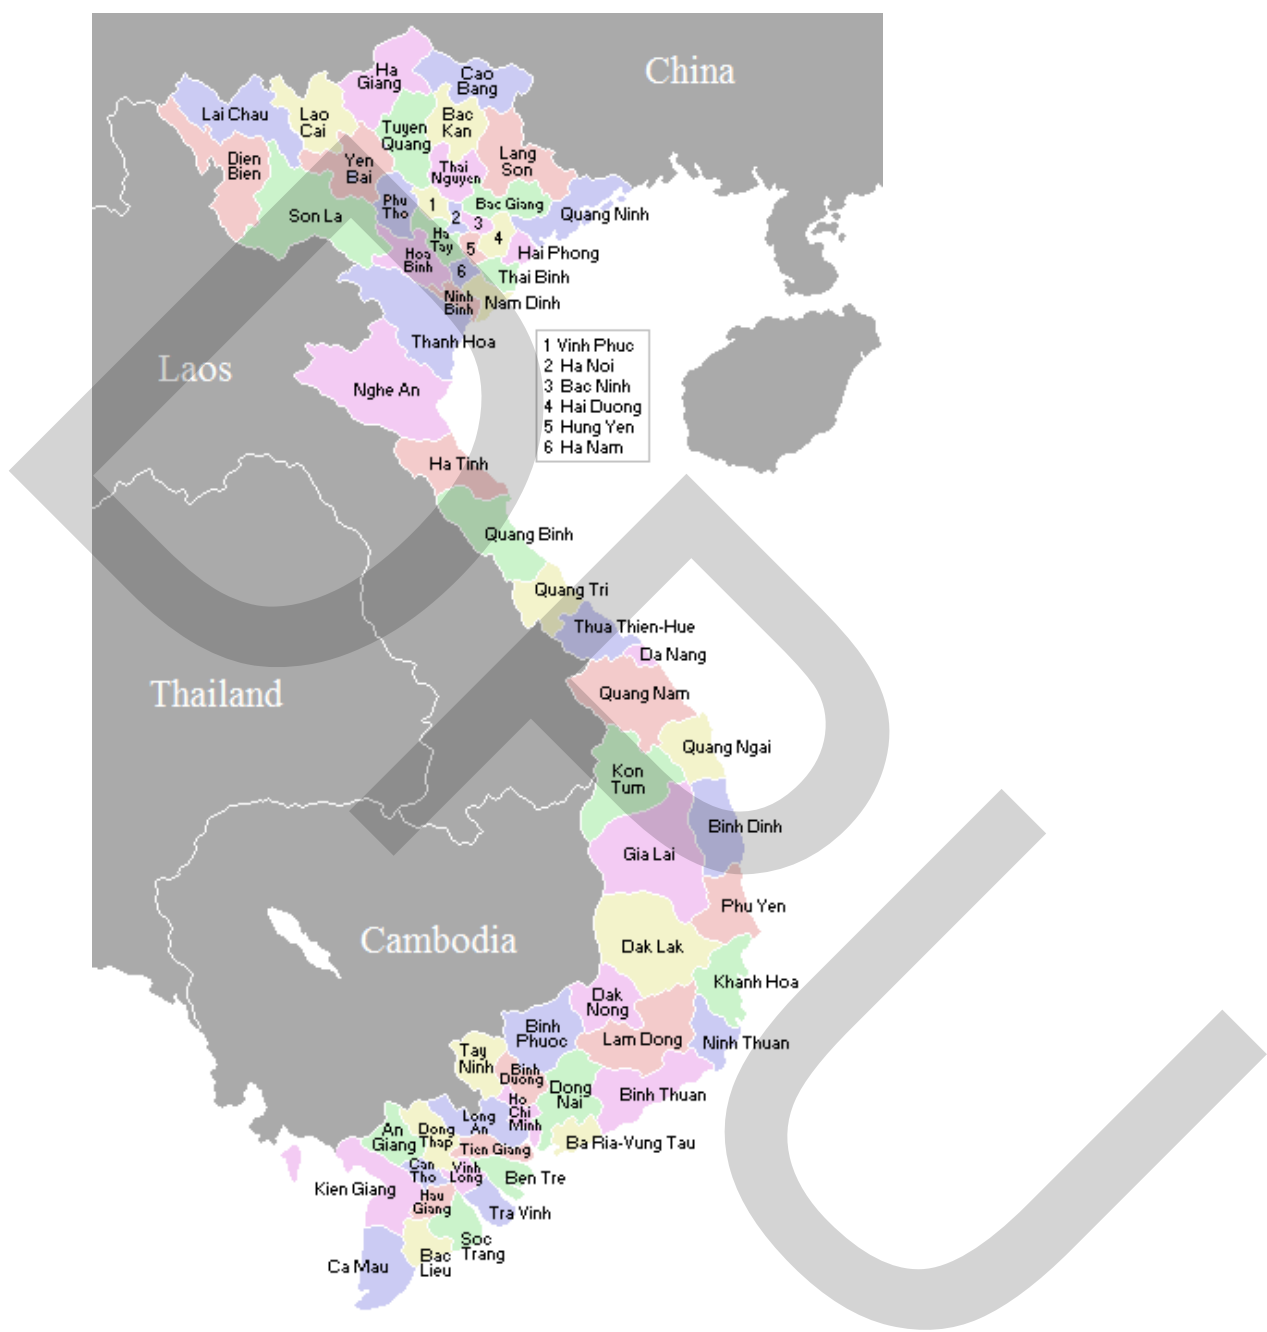 China
Ha
Giang
Cao
Bang
Lai Chau
Lao
Cai
Tuyen
Quang
Bac
Kan
Lang
Son
Dien
Bien
Yen
Bai
Thai
Nguyen
Son La
Phu
Tho
1
2
3
4
5
6
Bac Giang
Quang Ninh
Ha
Tay
Hoa
Binh
Hai Phong
Thai Binh
Ninh
Binh
Nam Dinh
Thanh Hoa
1 Vinh Phuc
2 Ha Noi
3 Bac Ninh
4 Hai Duong
5 Hung Yen
6 Ha Nam
Laos
Nghe An
Ha Tinh
Quang Binh
Quang Tri
Thua Thien-Hue
Da Nang
Thailand
Quang Nam
Quang Ngai
Kon
Tum
Binh Dinh
Gia Lai
Phu Yen
Cambodia
Dak Lak
Khanh Hoa
Dak
Nong
Binh
Phuoc
Lam Dong
Ninh Thuan
Tay
Ninh
Binh
Duong
Dong
Nai
Binh Thuan
Ho
Chi
Minh
Long
An
An
Giang
Dong
Thap
Tien Giang
Ba Ria-Vung Tau
Can
Tho
Vinh
Long
Ben Tre
Kien Giang
Hau
Giang
Tra Vinh
Soc
Trang
Bac
Lieu
Ca Mau
DPU